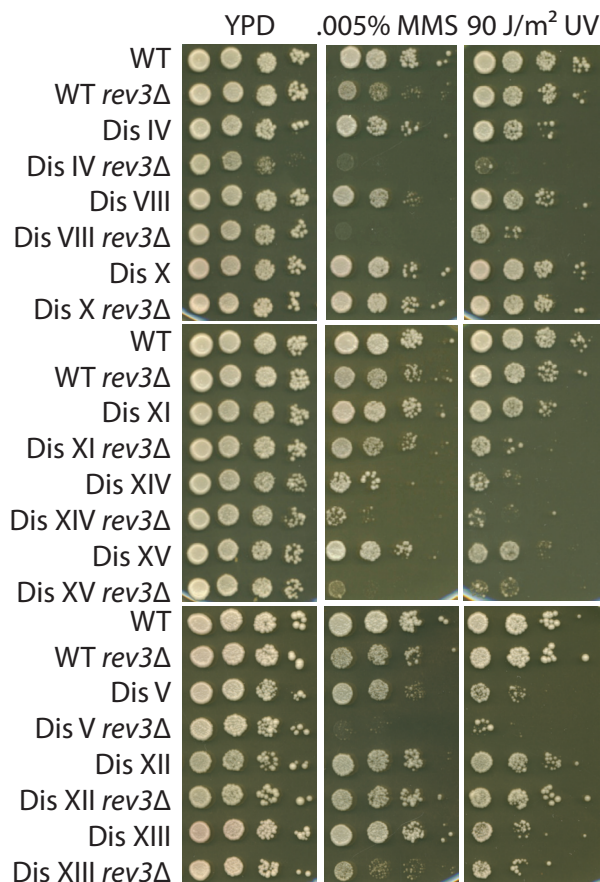 YPD .005% MMS 90 J/m² UV
WT
WT rev3Δ
Dis IV
Dis IV rev3Δ
Dis VIII
Dis VIII rev3Δ
Dis X
Dis X rev3Δ
WT
WT rev3Δ
Dis XI
Dis XI rev3Δ
Dis XIV
Dis XIV rev3Δ
Dis XV
Dis XV rev3Δ
WT
WT rev3Δ
Dis V
Dis V rev3Δ
Dis XII
Dis XII rev3Δ
Dis XIII
Dis XIII rev3Δ